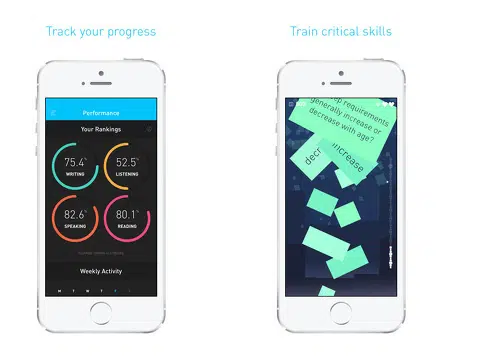 Track your progress
Train critical skills
Performance
Your Rankings
75.4%
WRITING
52.5%
LISTENING
82.6%
SPEAKING
80.1%
READING
Weekly Activity
M T W T F S
requirements
generally increase or
decrease with age?
decr
increase